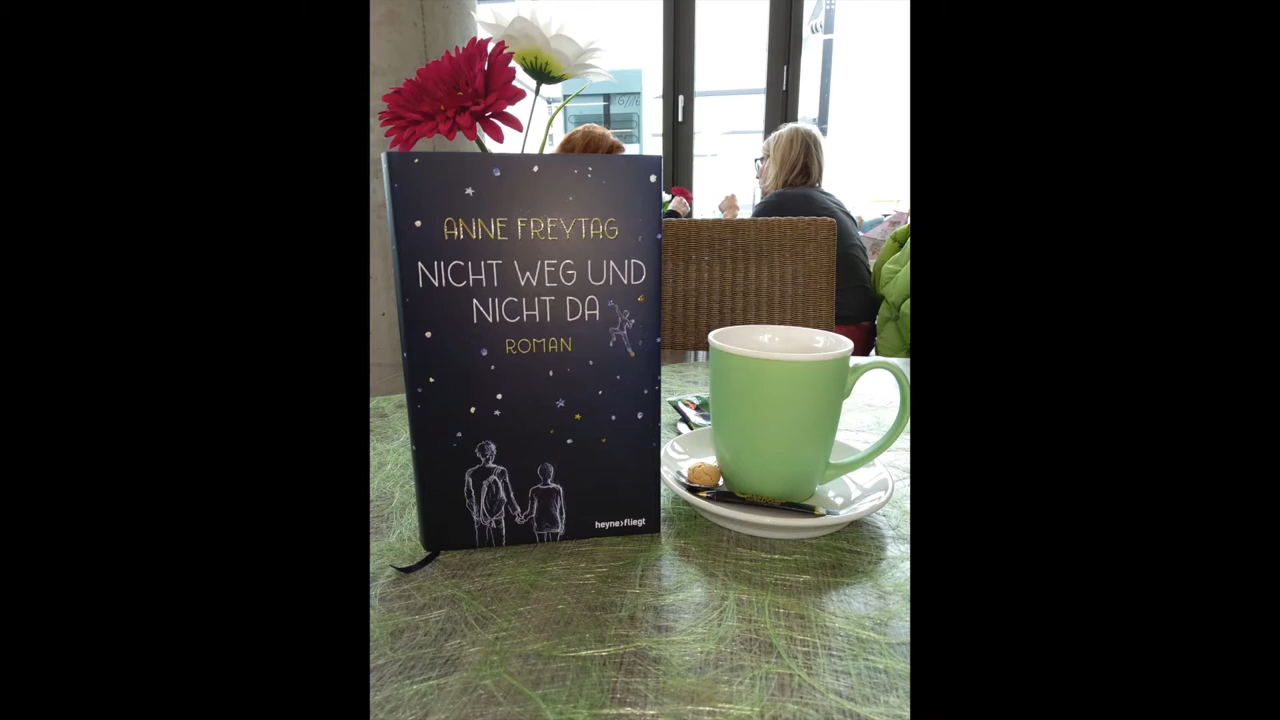 ANNE FREYTAG
NICHT WEG UND
NICHT DA
ROMAN
heyne>fliegt